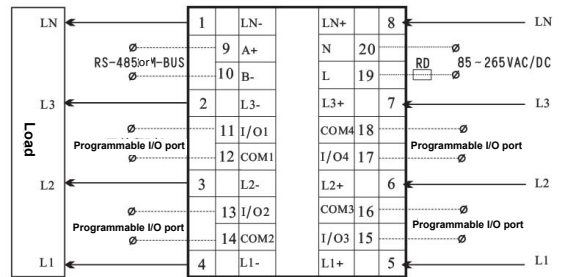 LN 1 LN- LN+ 8 LN
9 A+ N 20
RS-485 or M-BUS RD 85-265VAC/DC
10 B- L 19
L3 2 L3- L3+ 7 L3
Load
11 I/O1 COM4 18
Programmable I/O port Programmable I/O port
12 COM1 I/O4 17
L2 3 L2- L2+ 6 L2
13 I/O2 COM3 16
Programmable I/O port Programmable I/O port
14 COM2 I/O3 15
L1 4 L1- L1+ 5 L1